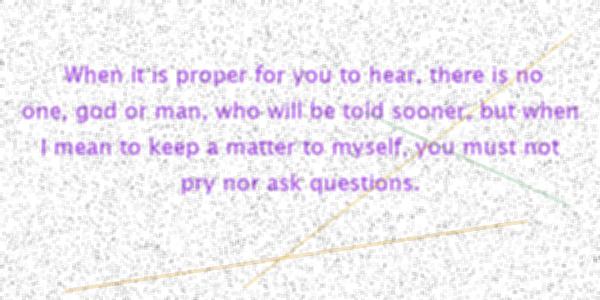 When it is proper for you to hear, there is no
one, god or man, who will be told sooner, but when
I mean to keep a matter to myself, you must not
pry nor ask questions.